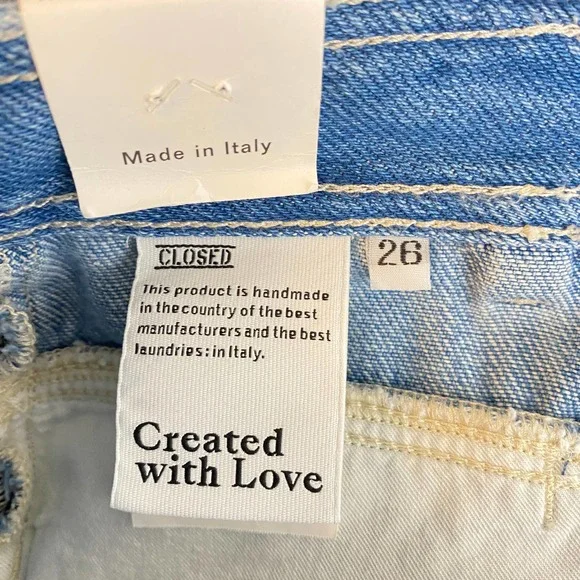 Made in Italy
CLOSED
26
This product is handmade
in the country of the best
manufacturers and the best
laundries: in Italy.
Created
with Love